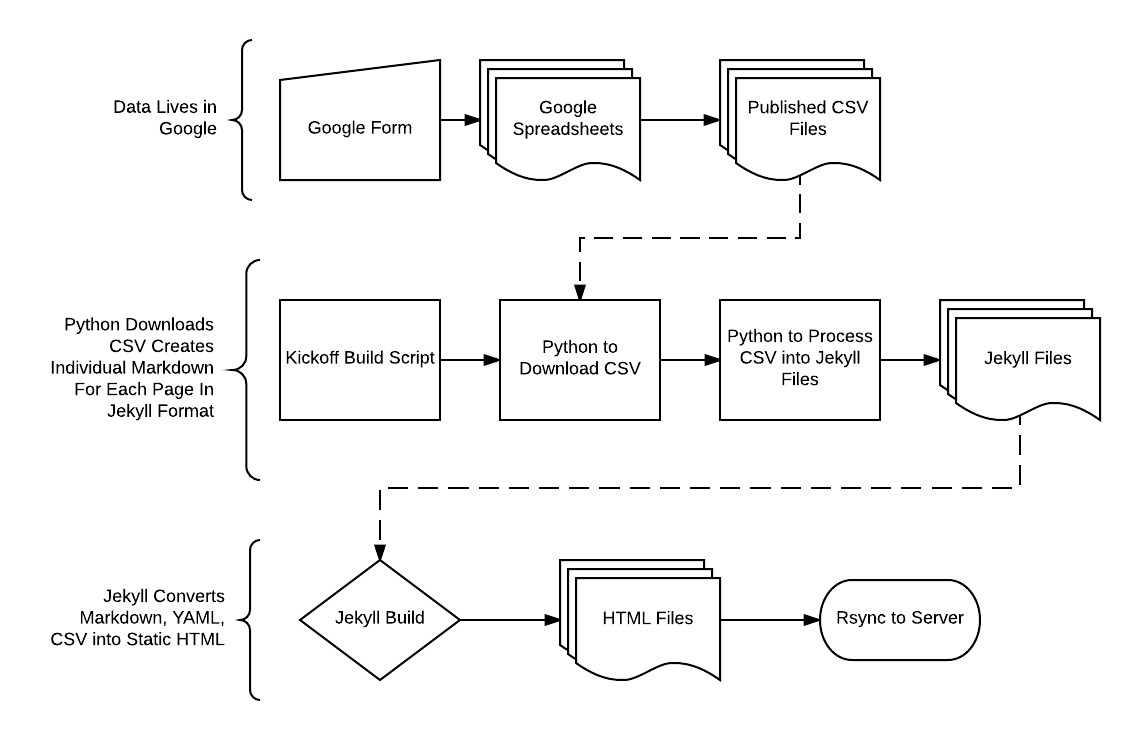 Data Lives in
Google
Google Form
Google
Spreadsheets
Published CSV
Files
Python Downloads
CSV Creates
Individual Markdown
For Each Page In
Jekyll Format
Kickoff Build Script
Python to
Download CSV
Python to Process
CSV into Jekyll
Files
Jekyll Files
Jekyll Converts
Markdown, YAML,
CSV into Static HTML
Jekyll Build
HTML Files
Rsync to Server